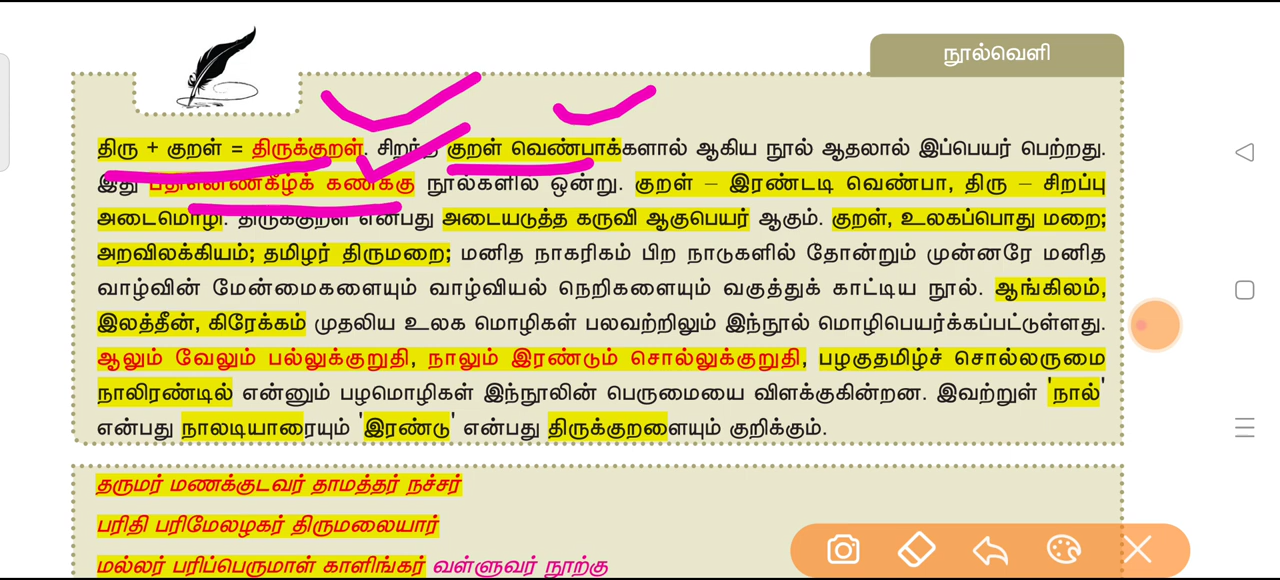 நூல்வெளி
திரு + குறள் = திருக்குறள். சிறந்த குறள் வெண்பாக்களால் ஆகிய நூல் ஆதலால் இப்பெயர் பெற்றது.
இது பதினெண்கீழ்க் கணக்கு நூல்களில் ஒன்று. குறள் – இரண்டடி வெண்பா, திரு – சிறப்பு
அடைமொழி. திருக்குறள் என்பது அடையடுத்த கருவி ஆகுபெயர் ஆகும். குறள், உலகப்பொது மறை;
அறவிலக்கியம்; தமிழர் திருமறை; மனித நாகரிகம் பிற நாடுகளில் தோன்றும் முன்னரே மனித
வாழ்வின் மேன்மைகளையும் வாழ்வியல் நெறிகளையும் வகுத்துக் காட்டிய நூல். ஆங்கிலம்,
இலத்தீன், கிரேக்கம் முதலிய உலக மொழிகள் பலவற்றிலும் இந்நூல் மொழிபெயர்க்கப்பட்டுள்ளது.
ஆலும் வேலும் பல்லுக்குறுதி, நாலும் இரண்டும் சொல்லுக்குறுதி, பழகுதமிழ்ச் சொல்லருமை
நாலிரண்டில் என்னும் பழமொழிகள் இந்நூலின் பெருமையை விளக்குகின்றன. இவற்றுள் 'நால்'
என்பது நாலடியாரையும் 'இரண்டு' என்பது திருக்குறளையும் குறிக்கும்.
தருமர் மணக்குடவர் தாமத்தர் நச்சர்
பரிதி பரிமேலழகர் திருமலையார்
மல்லர் பரிப்பெருமாள் காளிங்கர் வள்ளுவர் நூற்கு